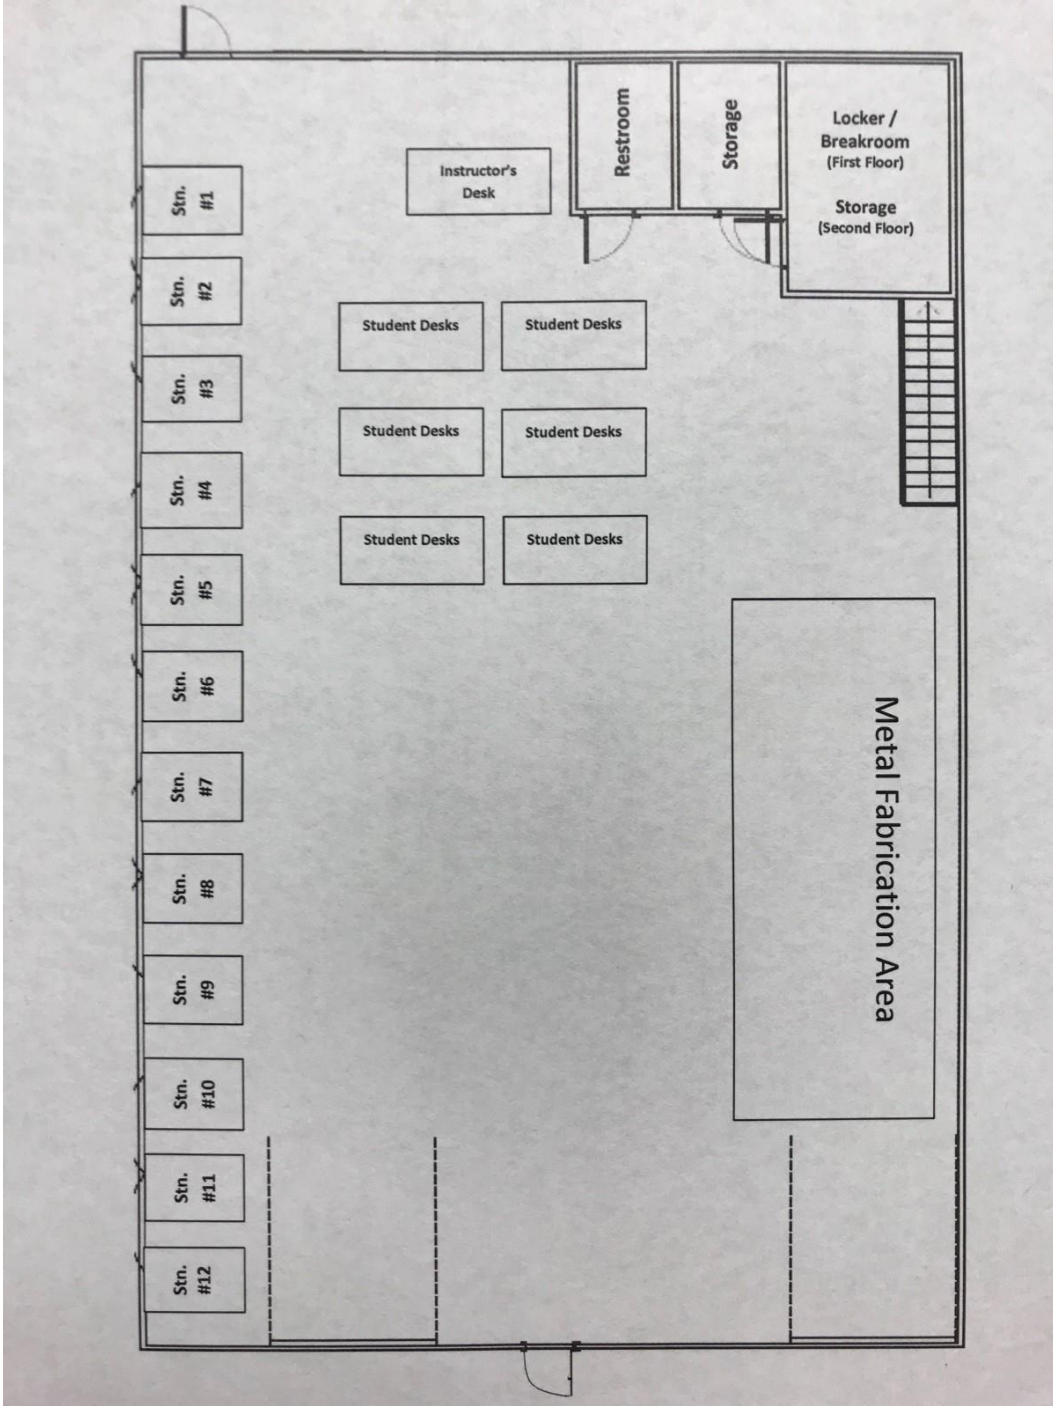 Restroom
Storage
Locker /
Breakroom
(First Floor)
Storage
(Second Floor)
Instructor's
Desk
Stn.
#1
Stn.
#2
Stn.
#3
Stn.
#4
Stn.
#5
Stn.
#6
Stn.
#7
Stn.
#8
Stn.
#9
Stn.
#10
Stn.
#11
Stn.
#12
Student Desks
Student Desks
Student Desks
Student Desks
Student Desks
Student Desks
Metal Fabrication Area